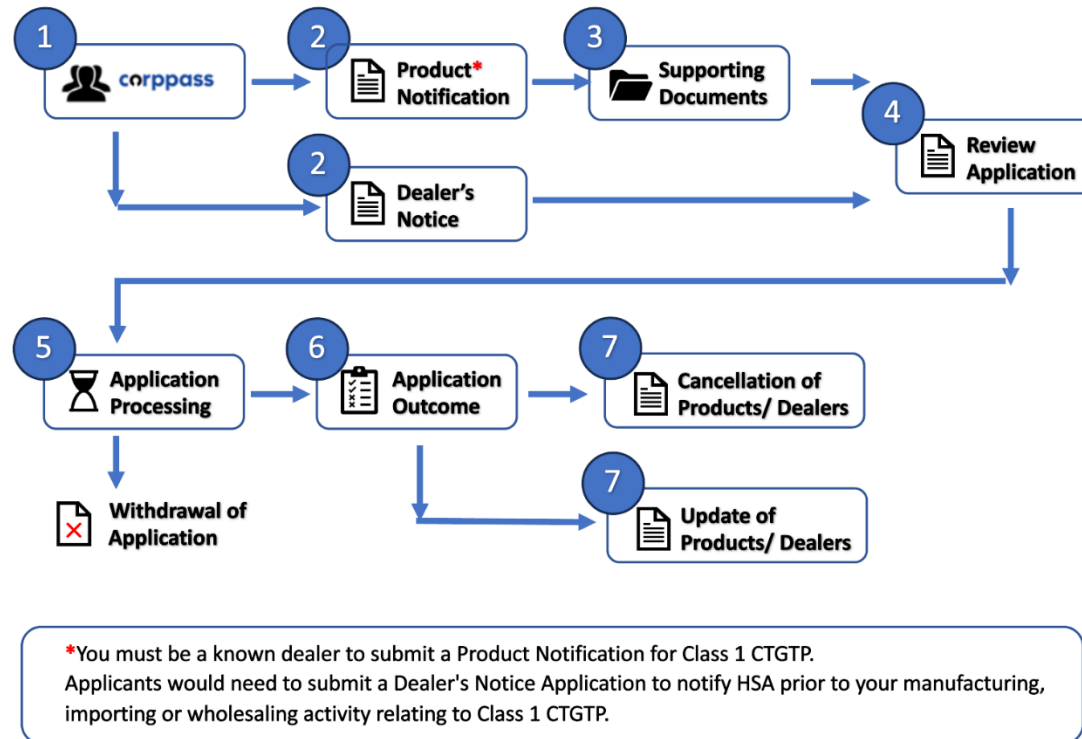 1
corppass
2
Product*
Notification
3
Supporting
Documents
4
Review
Application
2
Dealer's
Notice
5
Application
Processing
6
Application
Outcome
7
Cancellation of
Products/ Dealers
Withdrawal of
Application
7
Update of
Products/ Dealers
*You must be a known dealer to submit a Product Notification for Class 1 CTGTP.
Applicants would need to submit a Dealer's Notice Application to notify HSA prior to your manufacturing,
importing or wholesaling activity relating to Class 1 CTGTP.